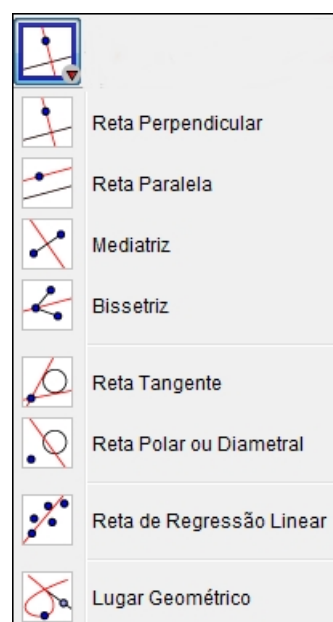 Reta Perpendicular
Reta Paralela
Mediatriz
Bissetriz
Reta Tangente
Reta Polar ou Diametral
Reta de Regressão Linear
Lugar Geométrico